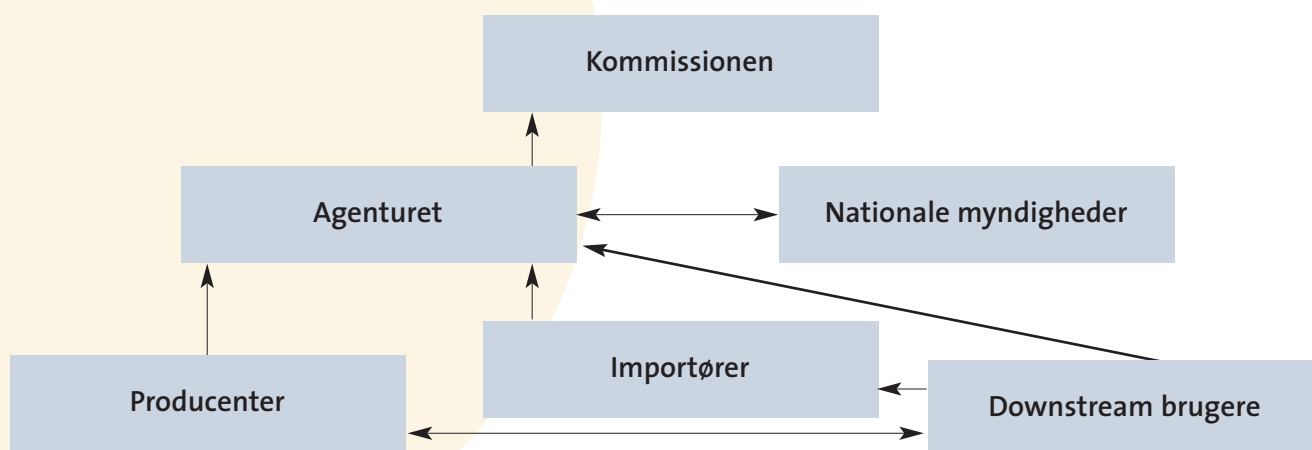 Kommissionen
Agenturet
Nationale myndigheder
Importører
Producenter
Downstream brugere